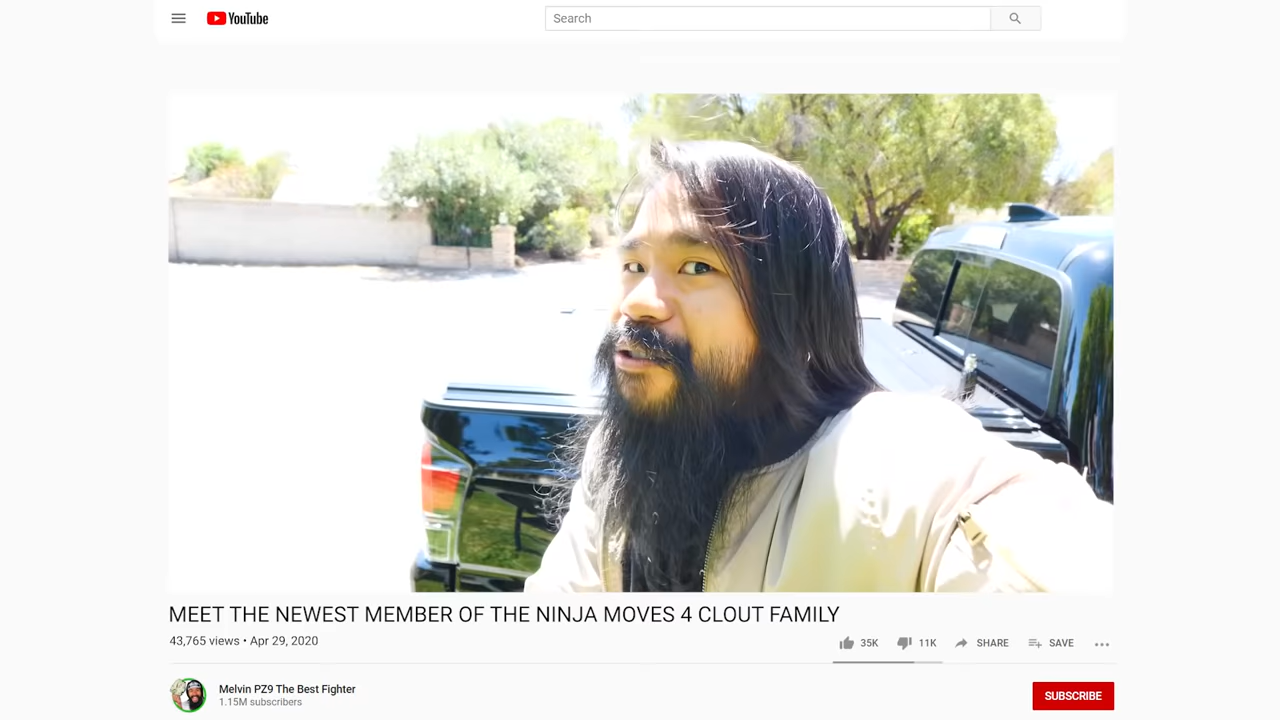 YouTube
Search
MEET THE NEWEST MEMBER OF THE NINJA MOVES 4 CLOUT FAMILY
43,765 views • Apr 29, 2020
35K
11K
SHARE
SAVE
Melvin PZ9 The Best Fighter
1.15M subscribers
SUBSCRIBE